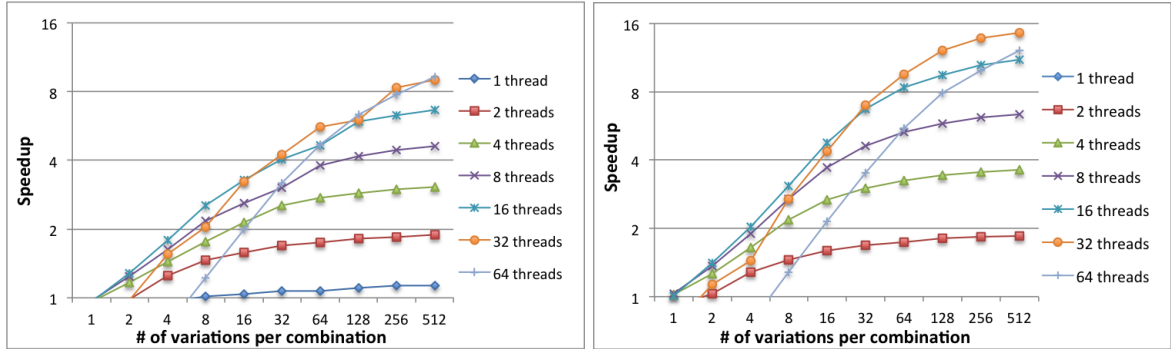 16
8
4
2
1
Speedup
1 2 4 8 16 32 64 128 256 512
# of variations per combination
1 thread
2 threads
4 threads
8 threads
16 threads
32 threads
64 threads
16
8
4
2
1
Speedup
1 2 4 8 16 32 64 128 256 512
# of variations per combination
1 thread
2 threads
4 threads
8 threads
16 threads
32 threads
64 threads